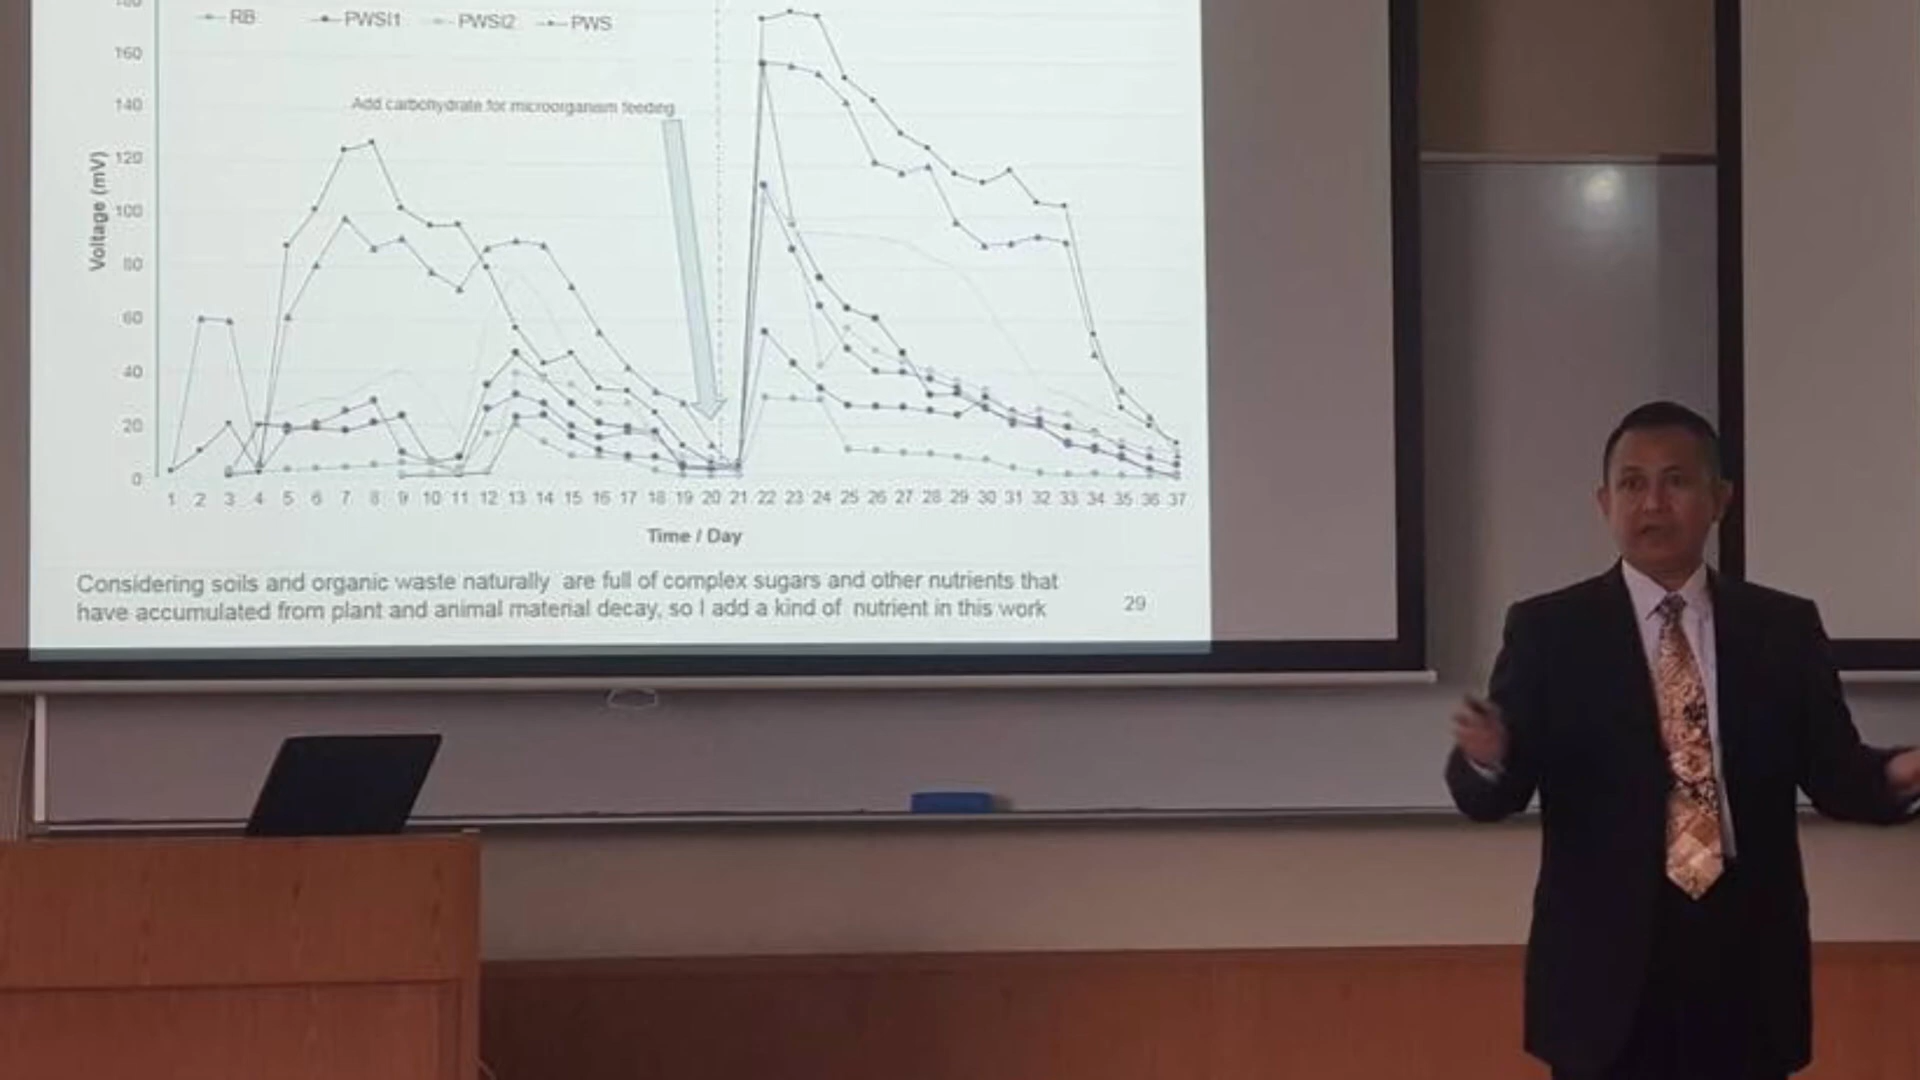 RB PWSI1 PWSI2 PWS
160
Add carbohydrate for microorganism feeding
140
120
100
80
60
40
20
0
Voltage (mV)
1 2 3 4 5 6 7 8 9 10 11 12 13 14 15 16 17 18 19 20 21 22 23 24 25 26 27 28 29 30 31 32 33 34 35 36 37
Time / Day
Considering soils and organic waste naturally are full of complex sugars and other nutrients that
have accumulated from plant and animal material decay, so I add a kind of nutrient in this work
29